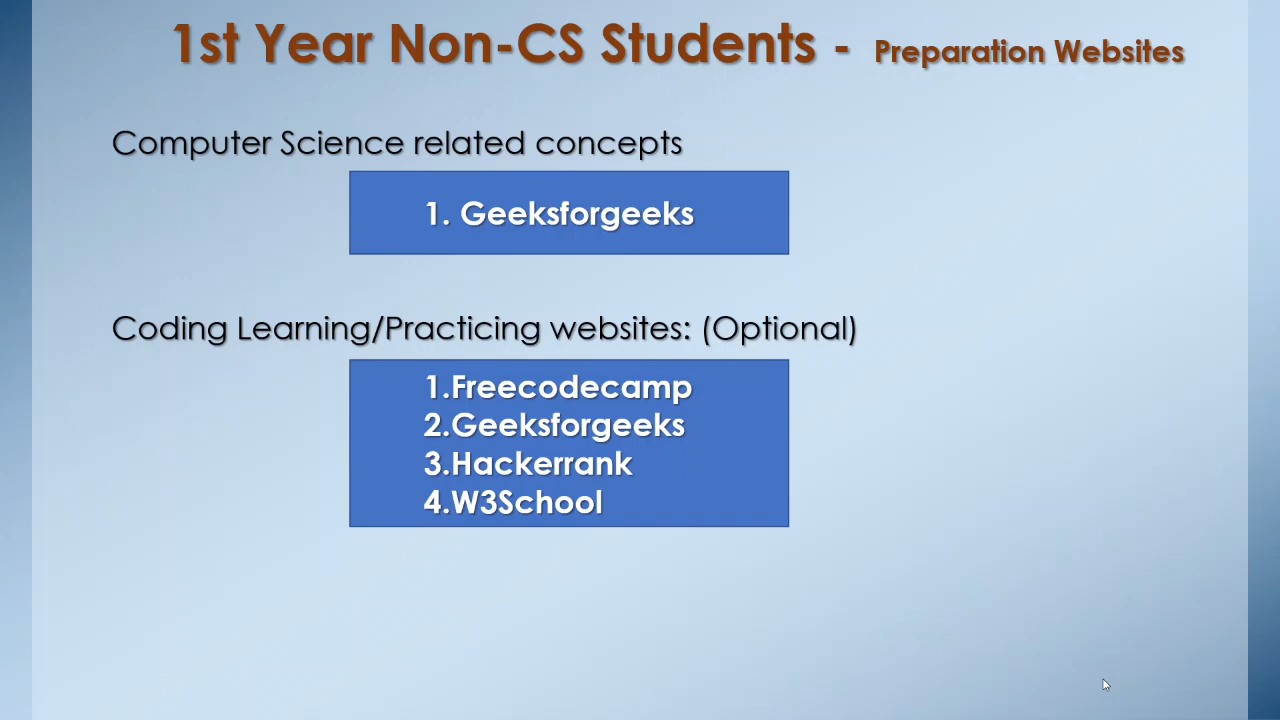 1st Year Non-CS Students - Preparation Websites
Computer Science related concepts
1. Geeksforgeeks
Coding Learning/Practicing websites: (Optional)
1.Freecodecamp
2.Geeksforgeeks
3.Hackerrank
4.W3School